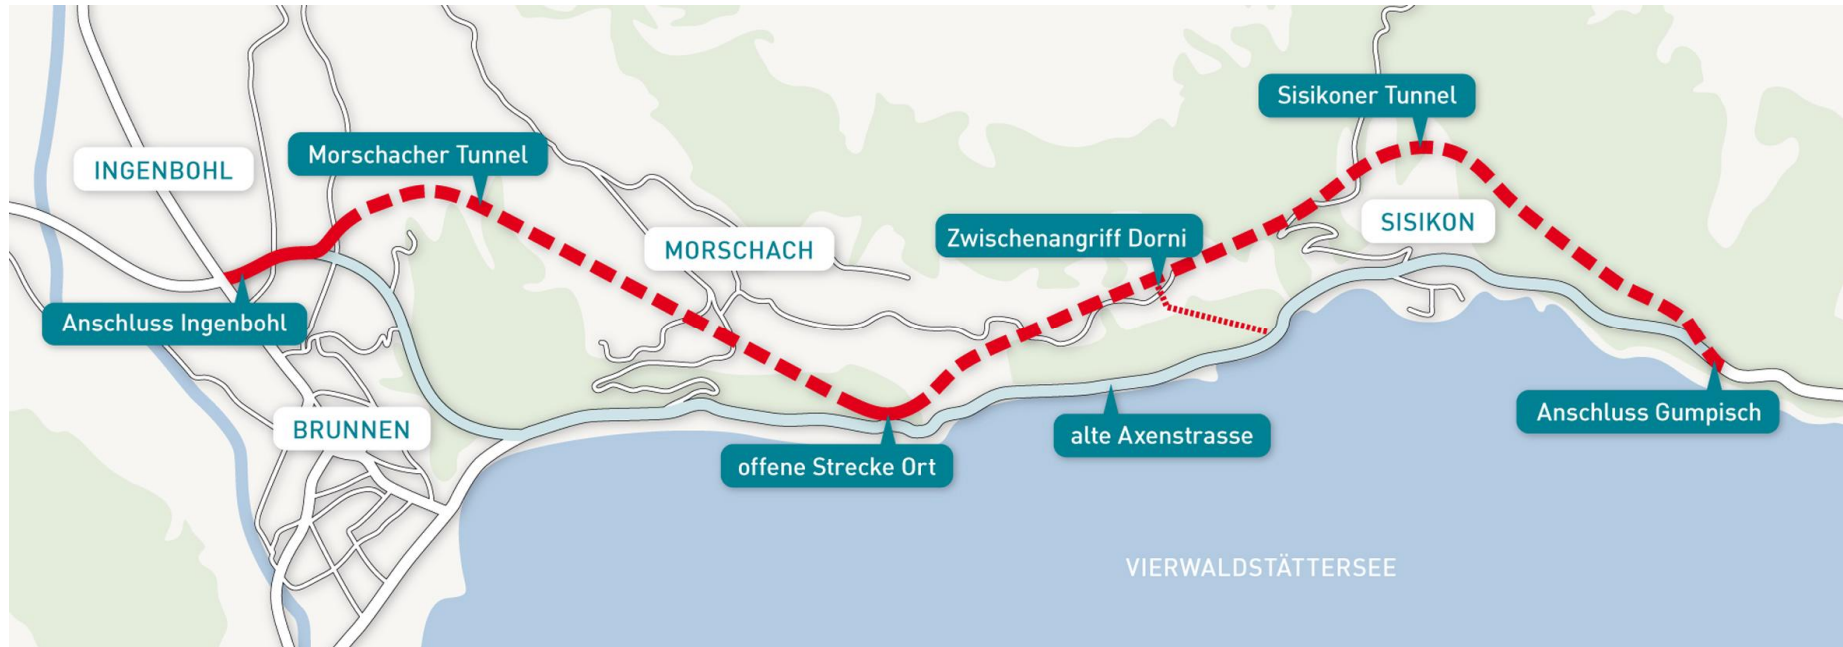 Sisikoner Tunnel
Morschacher Tunnel
INGENBOHL
SISIKON
Zwischenangriff Dorni
MORSCHACH
Anschluss Ingenbohl
Anschluss Gumpisch
BRUNNEN
alte Axenstrasse
offene Strecke Ort
VIERWALDSTÄTTERSEE